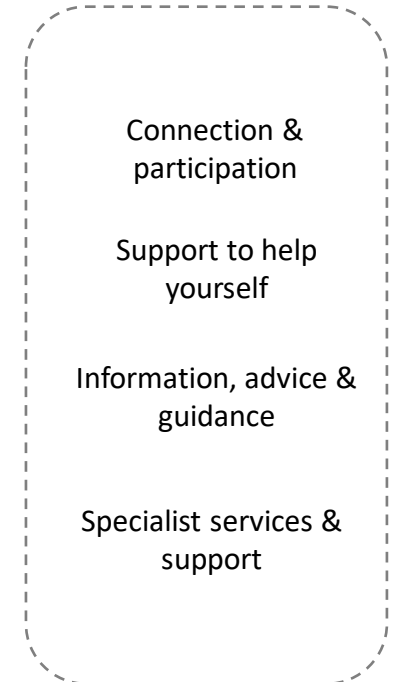 Connection &
participation
Support to help
yourself
Information, advice &
guidance
Specialist services &
support